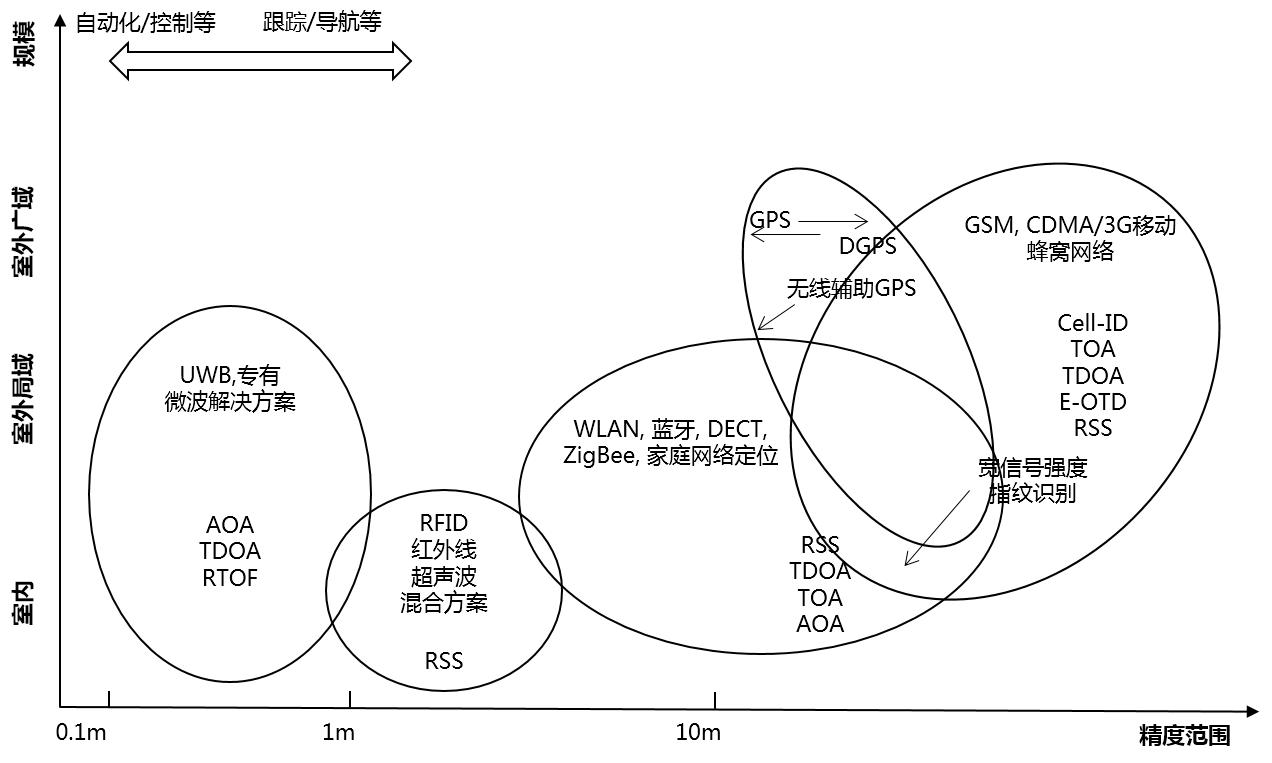 规模
自动化/控制等
跟踪/导航等
室外广域
GPS
DGPS
无线辅助GPS
GSM, CDMA/3G移动
蜂窝网络
Cell-ID
TOA
TDOA
E-OTD
RSS
室外局域
UWB,专有
微波解决方案
AOA
TDOA
RTOF
WLAN, 蓝牙, DECT,
ZigBee, 家庭网络定位
宽信号强度
指纹识别
RSS
TDOA
TOA
AOA
室内
RFID
红外线
超声波
混合方案
RSS
0.1m
1m
10m
精度范围